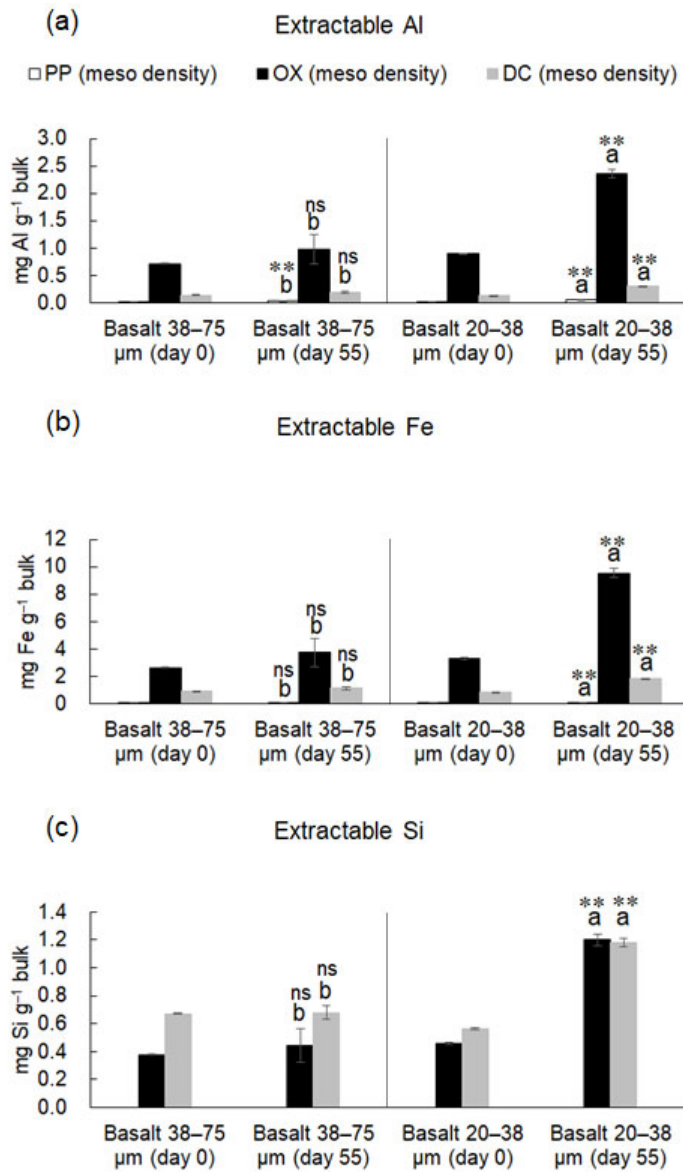 (a)
Extractable Al
PP (meso density) OX (meso density) DC (meso density)
3.0
2.5
2.0
1.5
1.0
0.5
0.0
mg Al g⁻¹ bulk
**
b
ns
b
ns
b
**
a
**
a
**
a
Basalt 38–75 Basalt 38–75 Basalt 20–38 Basalt 20–38
µm (day 0) µm (day 55) µm (day 0) µm (day 55)
(b)
Extractable Fe
12
10
8
6
4
2
0
mg Fe g⁻¹ bulk
ns
b
ns
b
ns
b
**
a
**
a
**
a
Basalt 38–75 Basalt 38–75 Basalt 20–38 Basalt 20–38
µm (day 0) µm (day 55) µm (day 0) µm (day 55)
(c)
Extractable Si
1.4
1.2
1.0
0.8
0.6
0.4
0.2
0.0
mg Si g⁻¹ bulk
ns
b
ns
b
** **
a a
Basalt 38–75 Basalt 38–75 Basalt 20–38 Basalt 20–38
µm (day 0) µm (day 55) µm (day 0) µm (day 55)